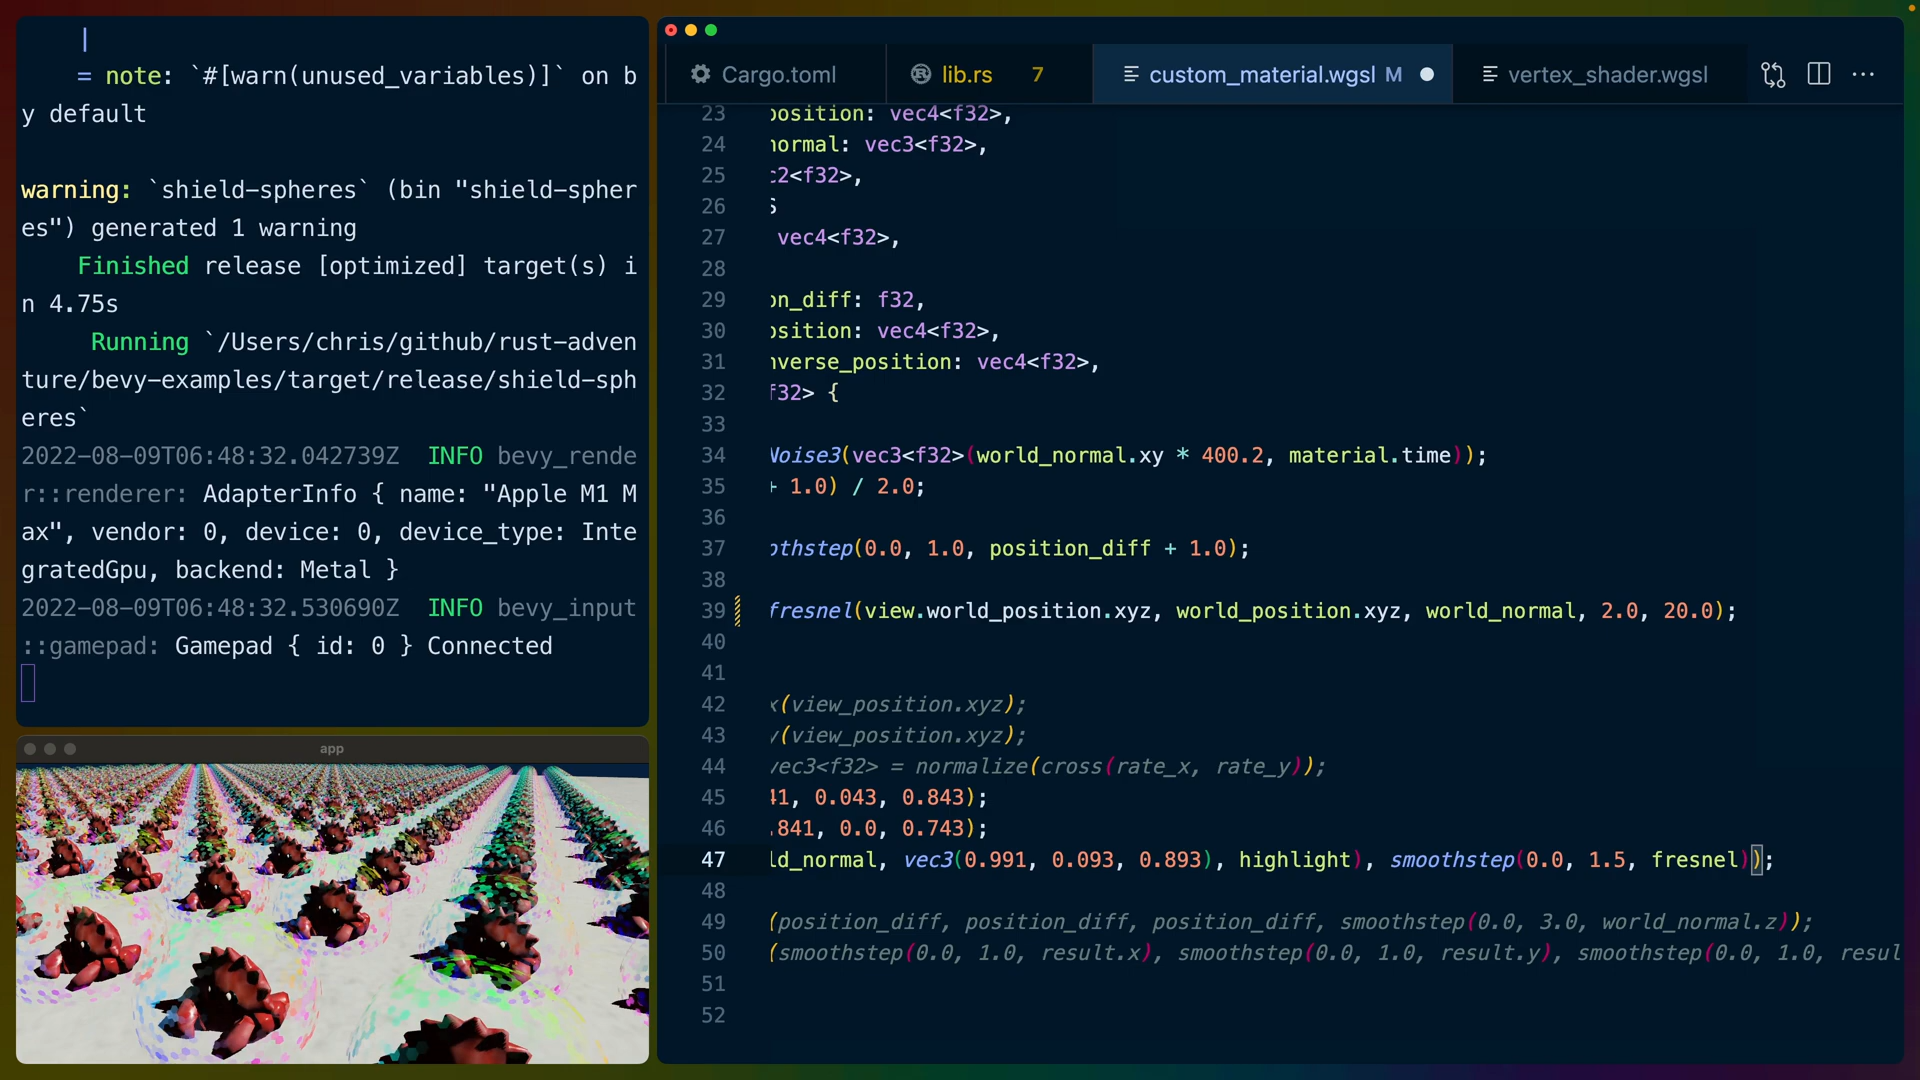 = note: `#[warn(unused_variables)]` on b
y default
warning: `shield-spheres` (bin "shield-spher
es") generated 1 warning
Finished release [optimized] target(s) i
n 4.75s
Running `/Users/chris/github/rust-adven
ture/bevy-examples/target/release/shield-sph
eres`
2022-08-09T06:48:32.042739Z  INFO bevy_rende
r::renderer: AdapterInfo { name: "Apple M1 M
ax", vendor: 0, device: 0, device_type: Inte
gratedGpu, backend: Metal }
2022-08-09T06:48:32.530690Z  INFO bevy_input
::gamepad: Gamepad { id: 0 } Connected
app
Cargo.toml
lib.rs 7
custom_material.wgsl M
vertex_shader.wgsl
23 position: vec4<f32>,
24 normal: vec3<f32>,
25 c2<f32>,
26 S
27 vec4<f32>,
28
29 on_diff: f32,
30 osition: vec4<f32>,
31 nverse_position: vec4<f32>,
32 f32> {
33
34 Noise3(vec3<f32>(world_normal.xy * 400.2, material.time));
35 + 1.0) / 2.0;
36
37 othstep(0.0, 1.0, position_diff + 1.0);
38
39 fresnel(view.world_position.xyz, world_position.xyz, world_normal, 2.0, 20.0);
40
41
42 x(view_position.xyz);
43 y(view_position.xyz);
44 vec3<f32> = normalize(cross(rate_x, rate_y));
45 41, 0.043, 0.843);
46 .841, 0.0, 0.743);
47 ld_normal, vec3(0.991, 0.093, 0.893), highlight), smoothstep(0.0, 1.5, fresnel));
48
49 (position_diff, position_diff, position_diff, smoothstep(0.0, 3.0, world_normal.z));
50 (smoothstep(0.0, 1.0, result.x), smoothstep(0.0, 1.0, result.y), smoothstep(0.0, 1.0, resul
51
52